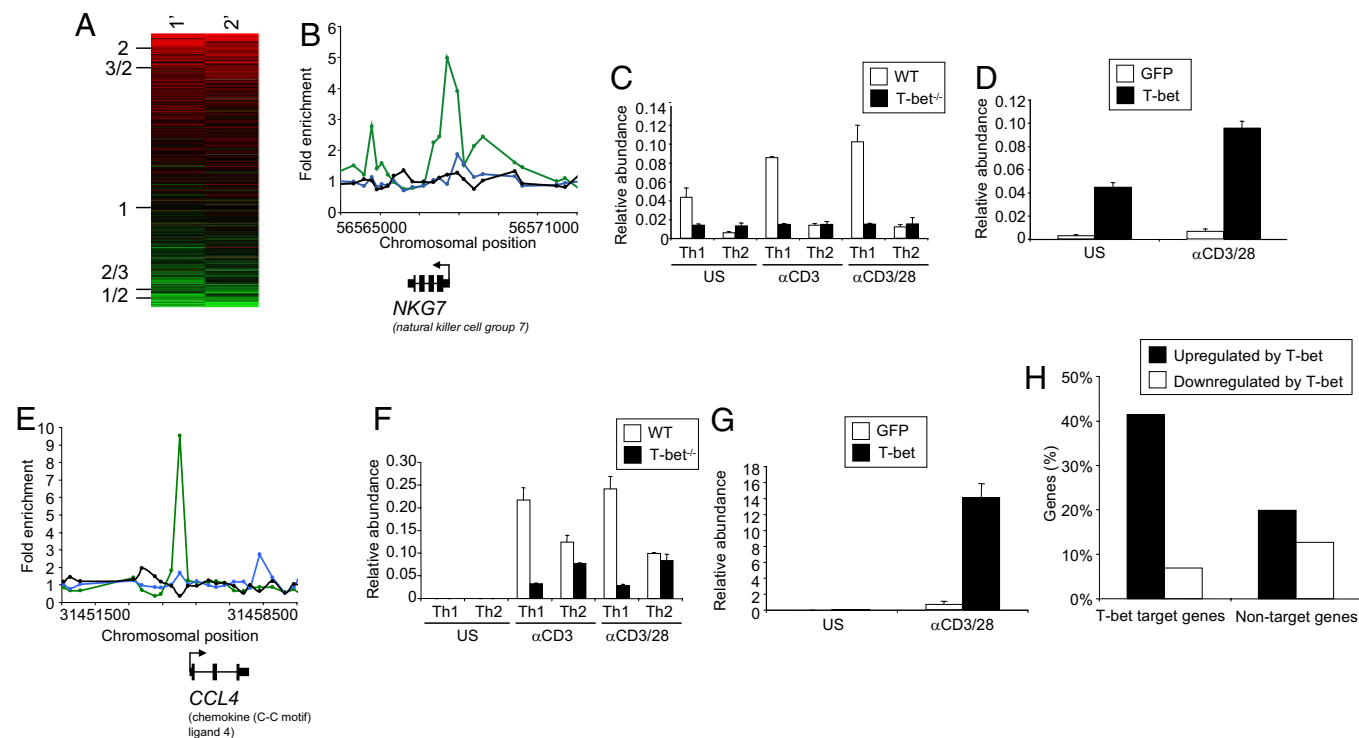 A
1'
2'
2
3/2
1
2/3
1/2
B
Fold enrichment
6
5
4
3
2
1
0
56565000
56571000
Chromosomal position
NKG7
(natural killer cell group 7)
C
WT
T-bet-/-
Relative abundance
0.14
0.12
0.10
0.08
0.06
0.04
0.02
0
Th1 Th2 Th1 Th2 Th1 Th2
US αCD3 αCD3/28
D
GFP
T-bet
Relative abundance
0.12
0.10
0.08
0.06
0.04
0.02
0
US αCD3/28
E
Fold enrichment
10
9
8
7
6
5
4
3
2
1
0
31451500
31458500
Chromosomal position
CCL4
(chemokine (C-C motif)
ligand 4)
F
WT
T-bet-/-
Relative abundance
0.30
0.25
0.20
0.15
0.10
0.05
0
Th1 Th2 Th1 Th2 Th1 Th2
US αCD3 αCD3/28
G
GFP
T-bet
Relative abundance
18
16
14
12
10
8
6
4
2
0
US αCD3/28
H
Upregulated by T-bet
Downregulated by T-bet
Genes (%)
50%
40%
30%
20%
10%
0%
T-bet target genes Non-target genes